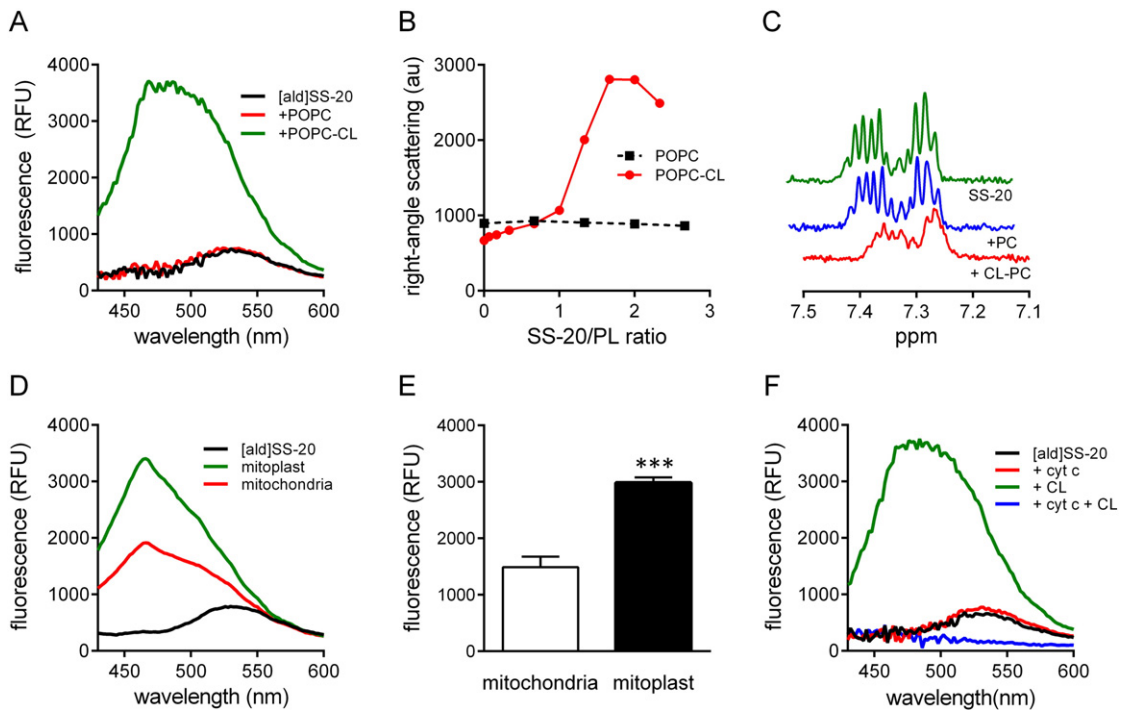 A
fluorescence (RFU)
4000
3000
2000
1000
0
450
500
550
600
wavelength (nm)
[ald]SS-20
+POPC
+POPC-CL
B
right-angle scattering (au)
3000
2000
1000
0
0
1
2
3
SS-20/PL ratio
POPC
POPC-CL
C
SS-20
+PC
+ CL-PC
7.5
7.4
7.3
7.2
7.1
ppm
D
fluorescence (RFU)
4000
3000
2000
1000
0
450
500
550
600
wavelength (nm)
[ald]SS-20
mitoplast
mitochondria
E
fluorescence (RFU)
4000
3000
2000
1000
0
***
mitochondria
mitoplast
F
fluorescence (RFU)
4000
3000
2000
1000
0
450
500
550
600
wavelength(nm)
[ald]SS-20
+ cyt c
+ CL
+ cyt c + CL